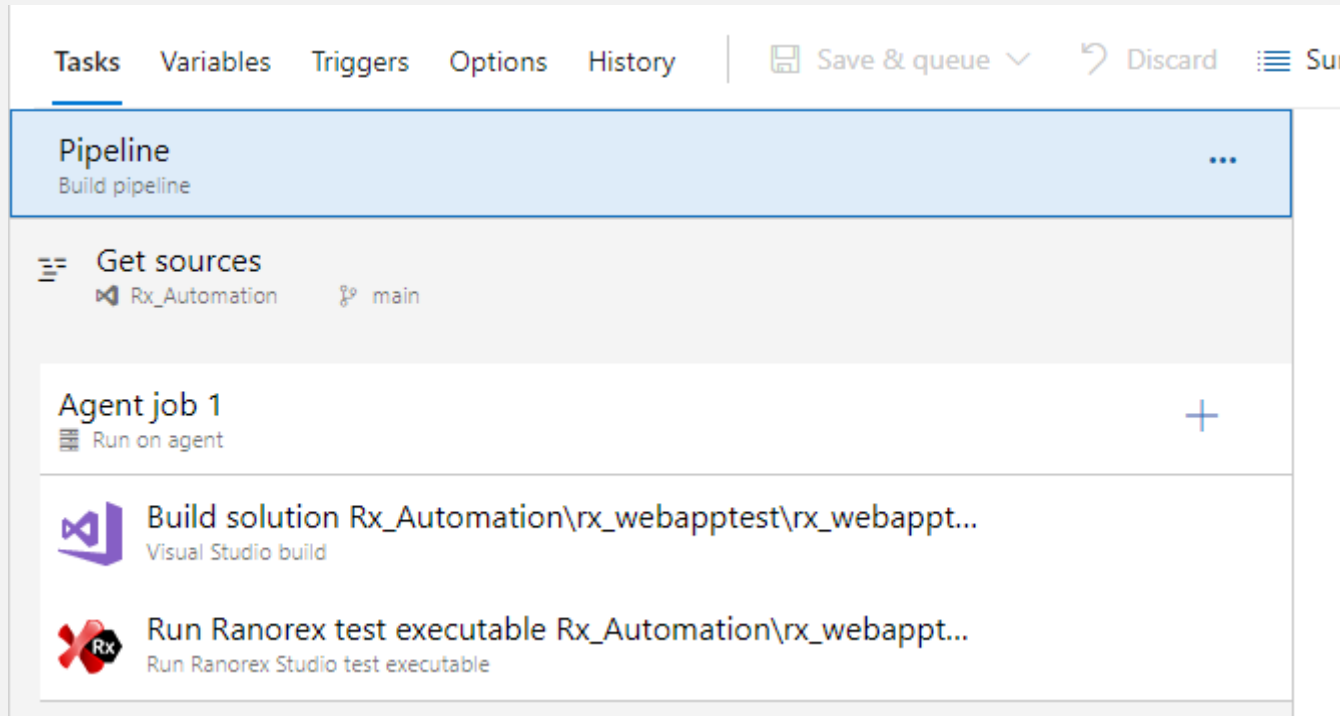 Tasks Variables Triggers Options History Save & queue Discard Su
Pipeline
Build pipeline
Get sources
Rx_Automation main
Agent job 1
Run on agent
Build solution Rx_Automation\rx_webapptest\rx_webappt...
Visual Studio build
Rx
Run Ranorex test executable Rx_Automation\rx_webappt...
Run Ranorex Studio test executable